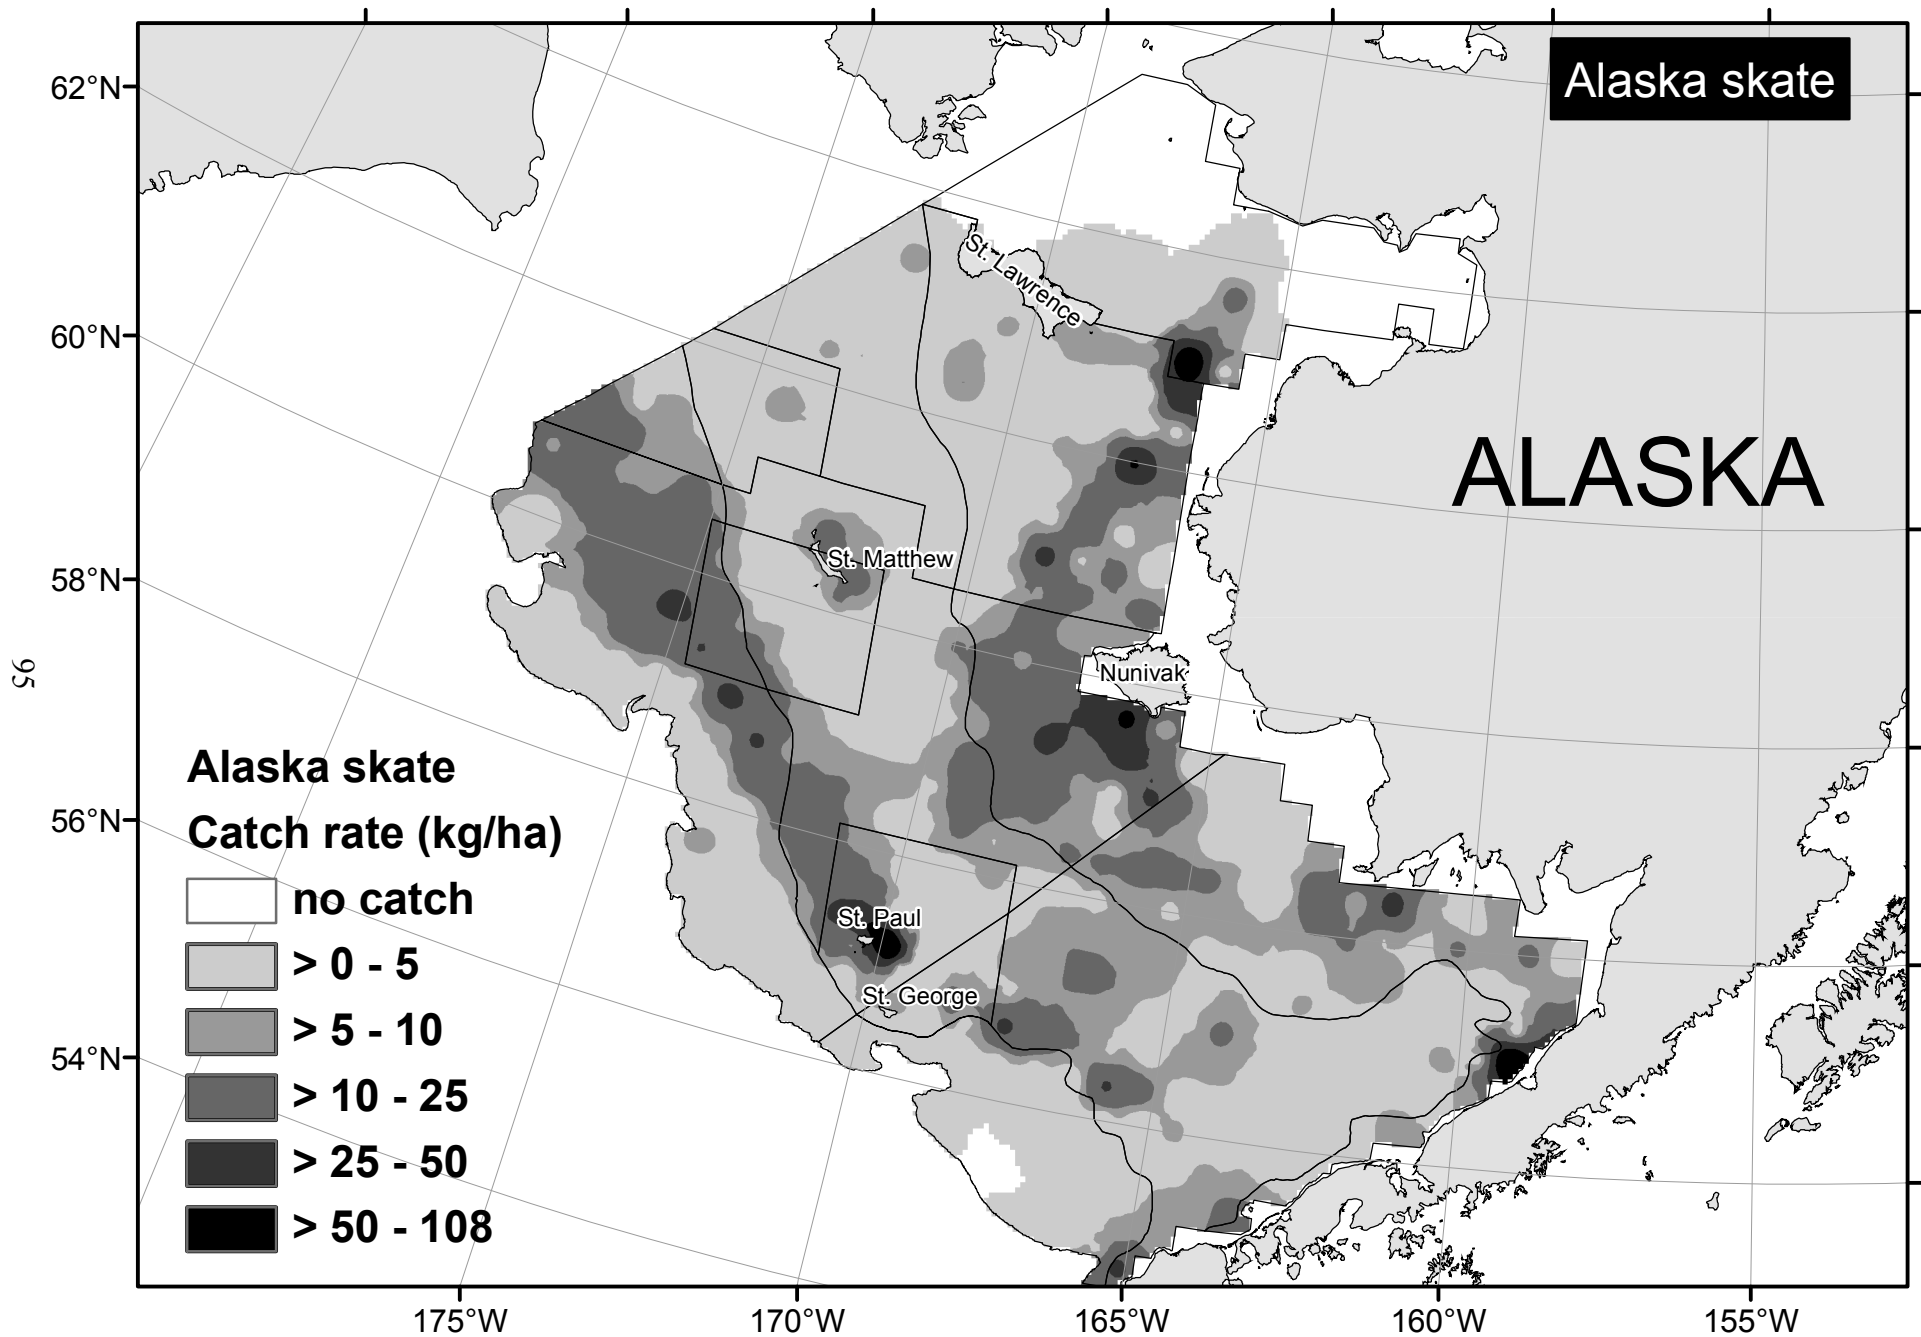 Alaska skate
62°N
60°N
58°N
56°N
54°N
St. Lawrence
ALASKA
St. Matthew
Nunivak
St. Paul
St. George
95
Alaska skate
Catch rate (kg/ha)
no catch
> 0 - 5
> 5 - 10
> 10 - 25
> 25 - 50
> 50 - 108
175°W
170°W
165°W
160°W
155°W